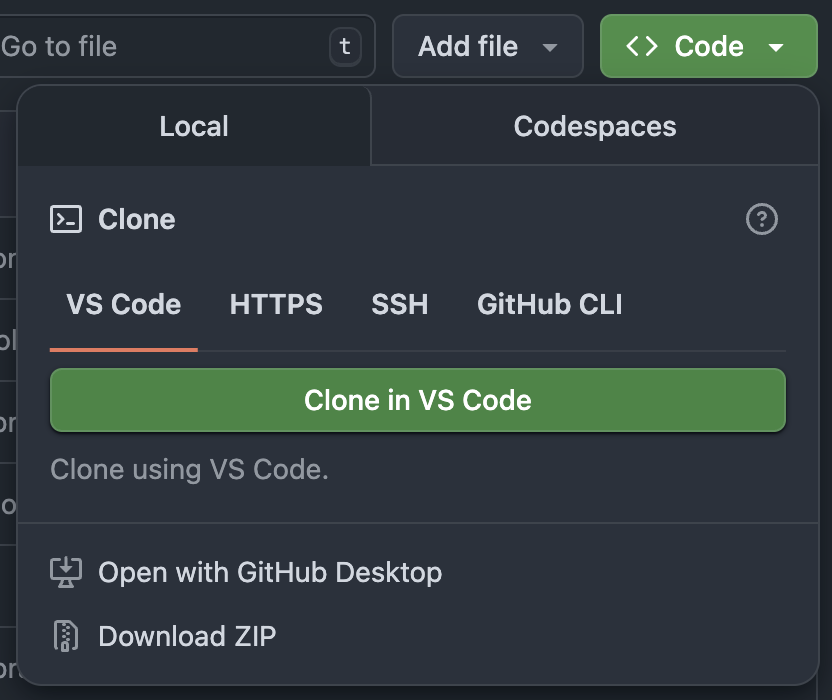 Go to file t Add file <> Code
Local Codespaces
Clone
VS Code HTTPS SSH GitHub CLI
Clone in VS Code
Clone using VS Code.
Open with GitHub Desktop
Download ZIP